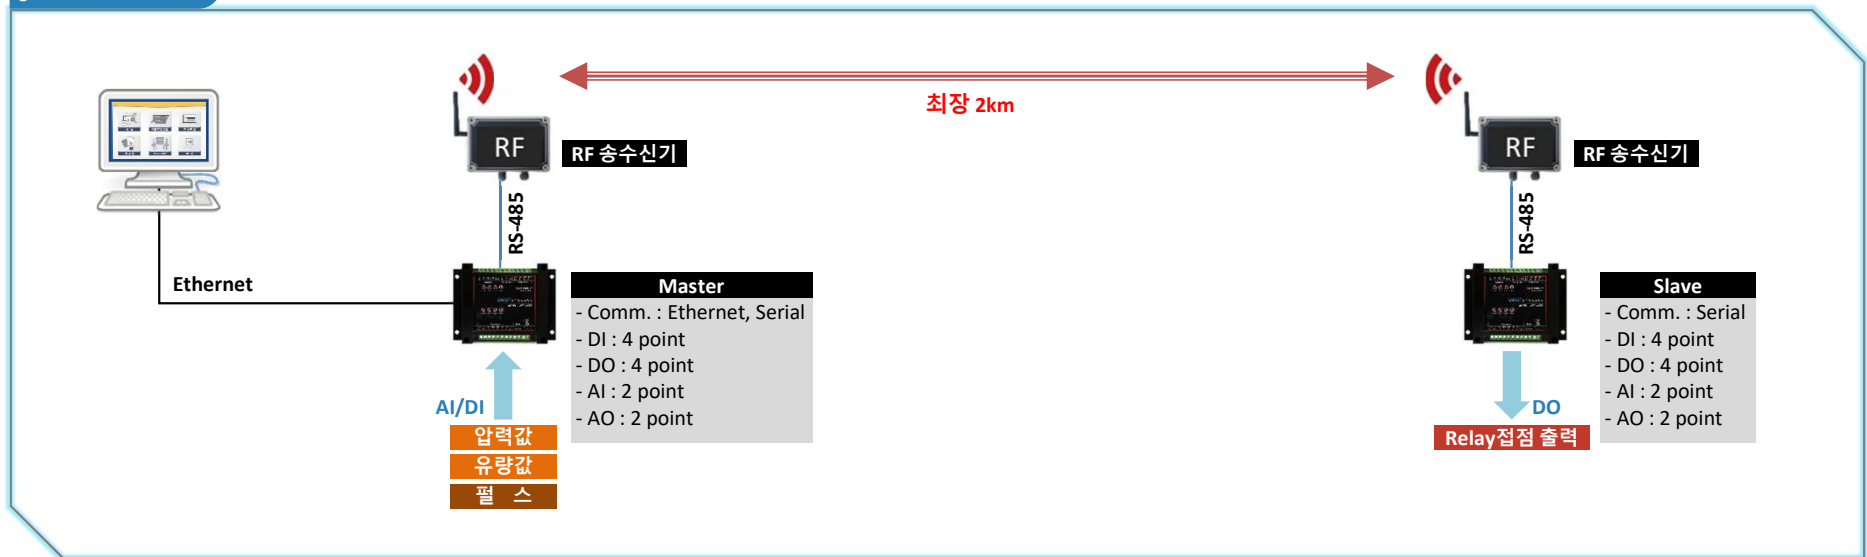 최장 2km
RF
RF 송수신기
RF
RF 송수신기
RS-485
RS-485
Ethernet
Master
- Comm. : Ethernet, Serial
- DI : 4 point
- DO : 4 point
- AI : 2 point
- AO : 2 point
Slave
- Comm. : Serial
- DI : 4 point
- DO : 4 point
- AI : 2 point
- AO : 2 point
AI/DI
압력값
유량값
펄 스
DO
Relay접점 출력